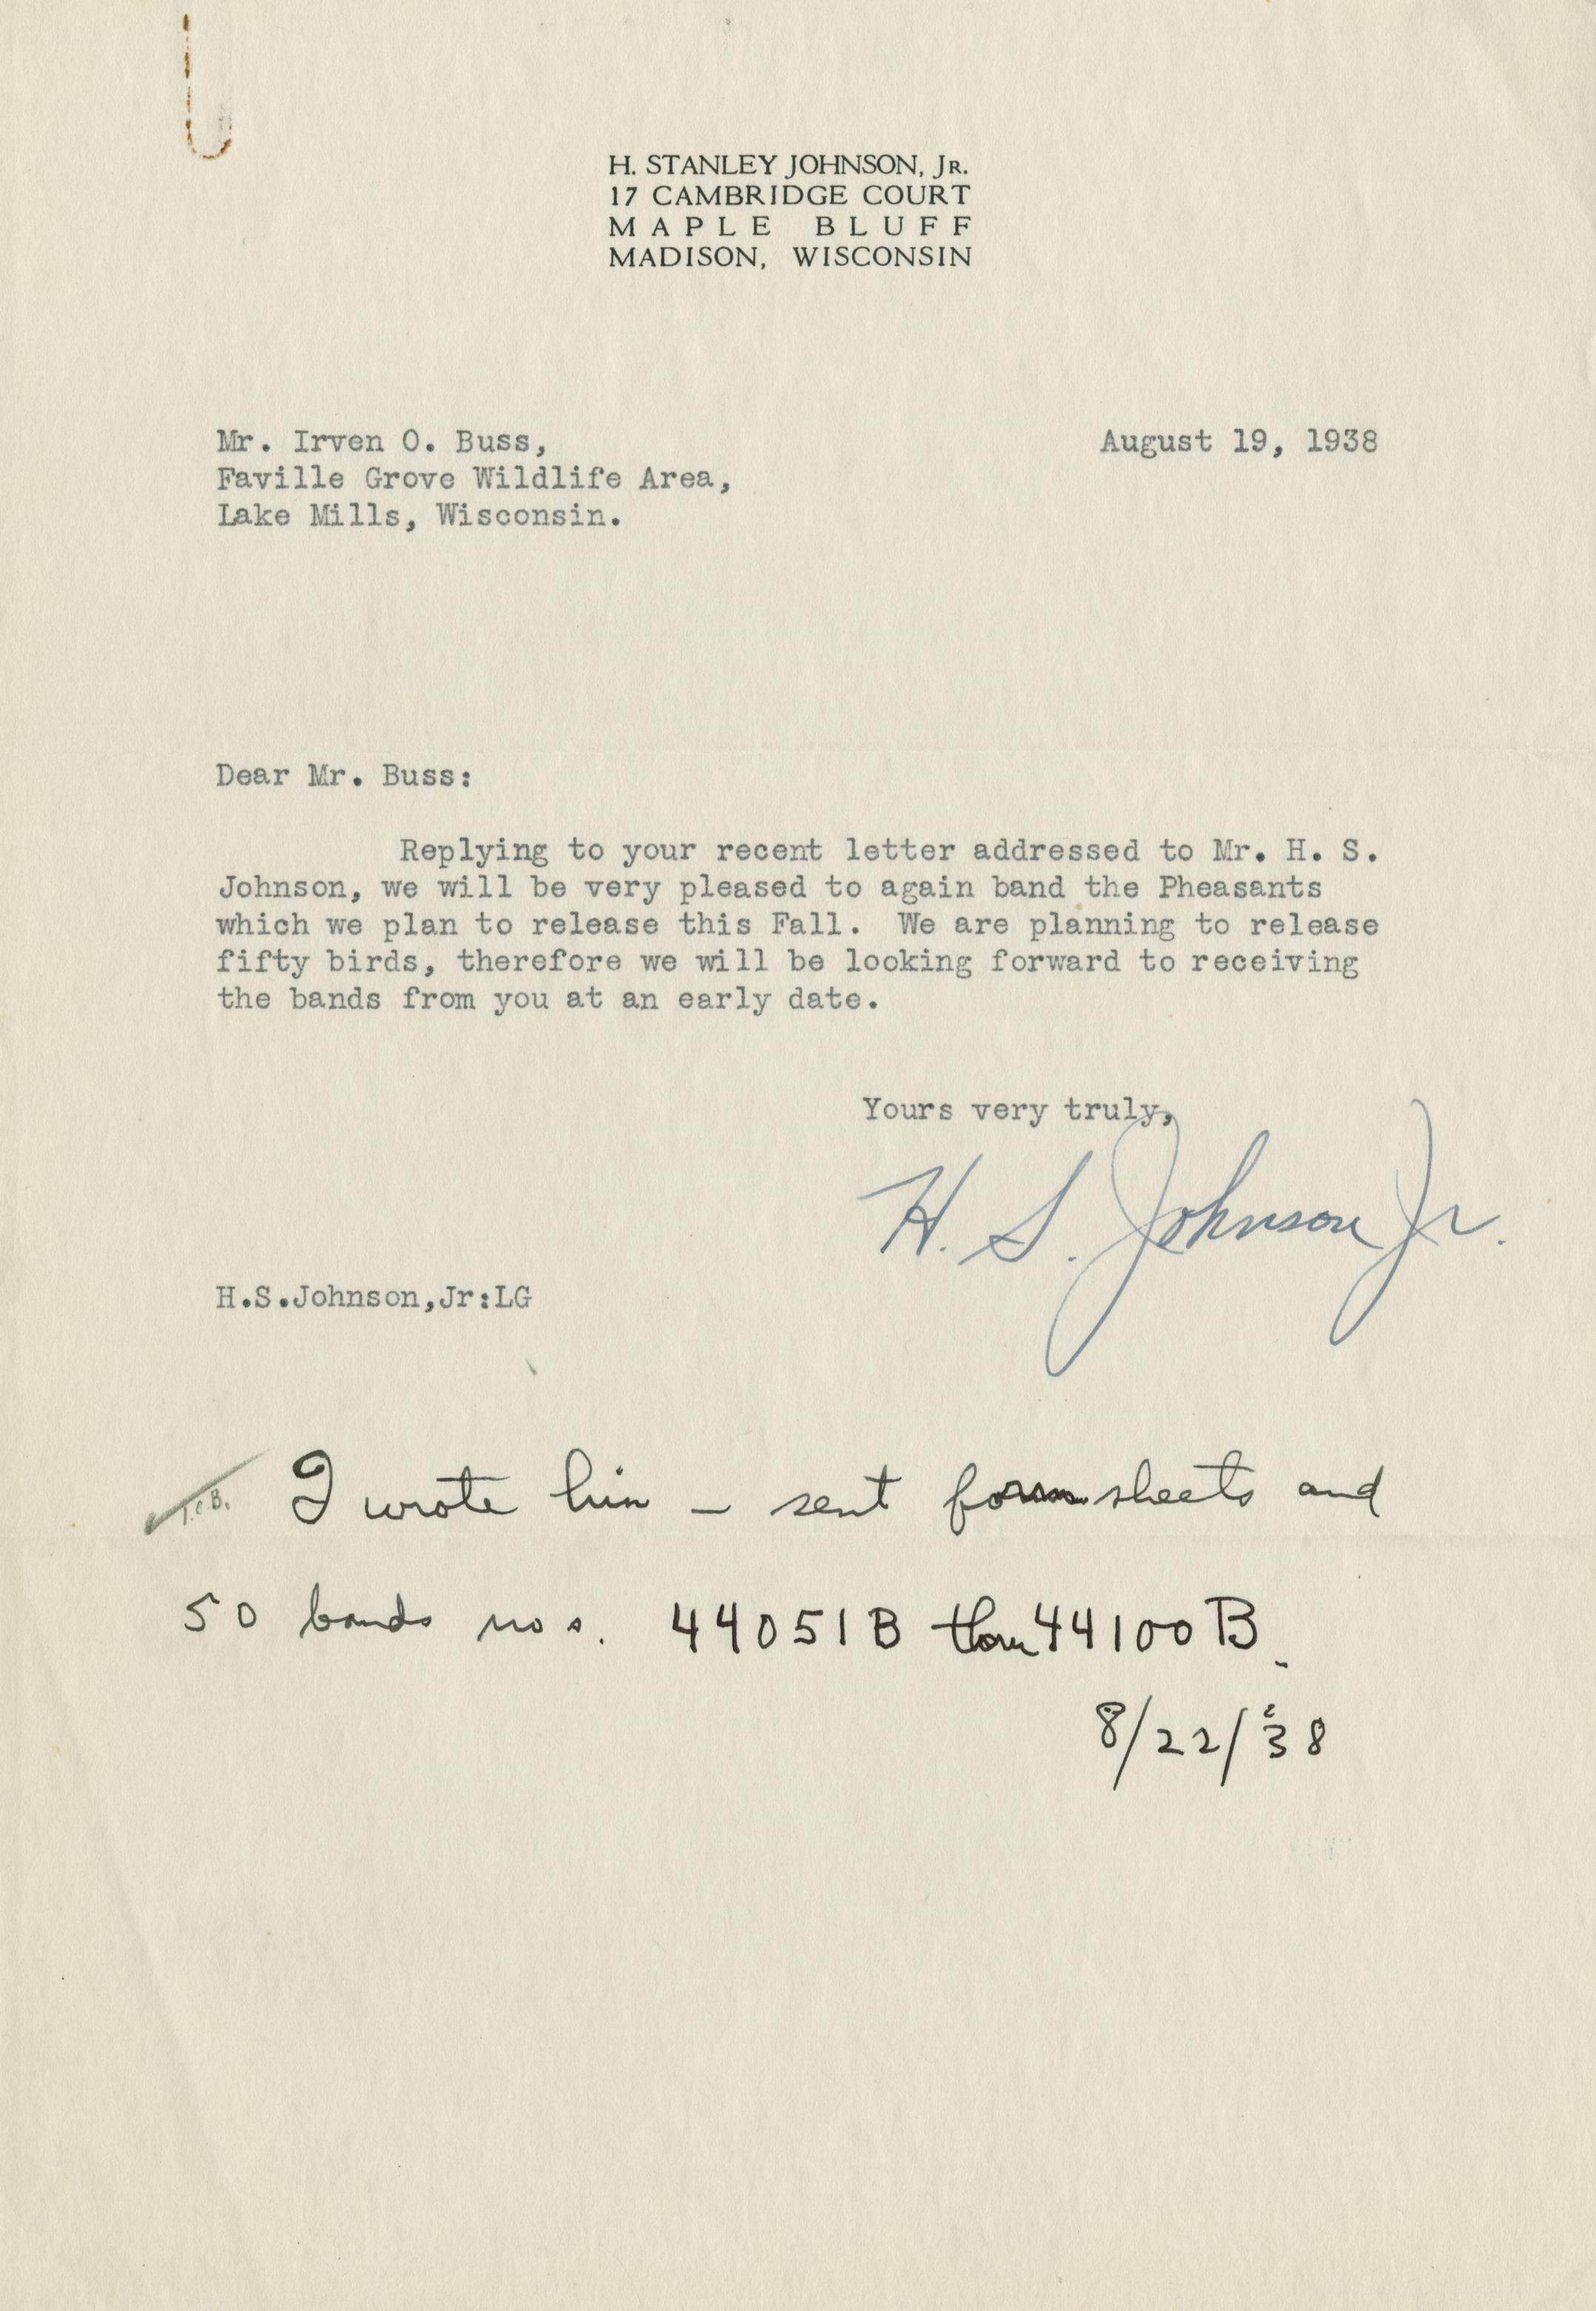 H. STANLEY JOHNSON, JR.
17 CAMBRIDGE COURT
MAPLE BLUFF
MADISON, WISCONSIN
Mr. Irven O. Buss,
August 19, 1938
Faville Grove Wildlife Area,
Lake Mills, Wisconsin.
Dear Mr. Buss:
Replying to your recent letter addressed to Mr. H. S.
Johnson, we will be very pleased to again band the Pheasants
which we plan to release this Fall. We are planning to release
fifty birds, therefore we will be looking forward to receiving
the bands from you at an early date.
Yours very truly,
H. S. Johnson Jr.
H.S.Johnson,Jr:LG
I wrote him – sent form sheets and
50 bands nos. 44051B 44100B.
8/22/38